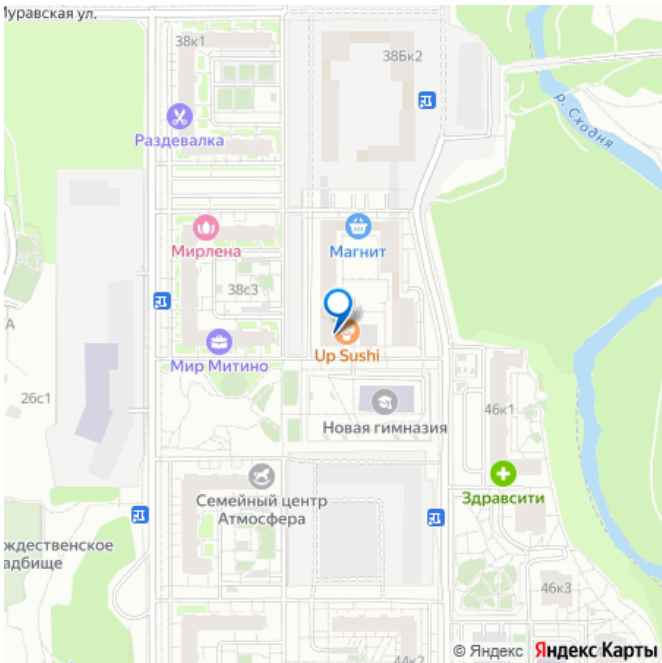 Муравская ул.
38к1
38Бк2
р. Сходня
Раздевалка
Мирлена
Магнит
38с3
А
Up Sushi
Мир Митино
26с1
Новая гимназия
46к1
Здравсити
Семейный центр
Атмосфера
ждественское
адбище
46к3
44к2
© Яндекс Яндекс Карты